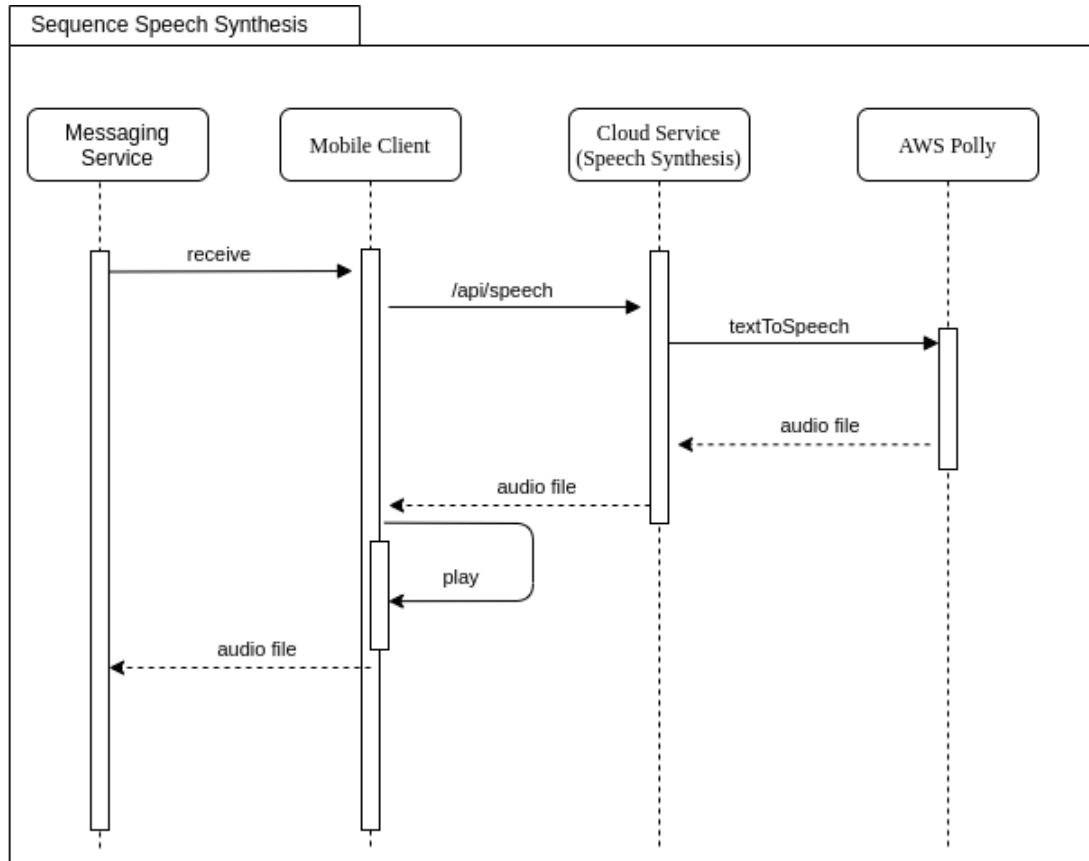 Sequence Speech Synthesis
Messaging
Service
Mobile Client
Cloud Service
(Speech Synthesis)
AWS Polly
receive
/api/speech
textToSpeech
audio file
audio file
play
audio file